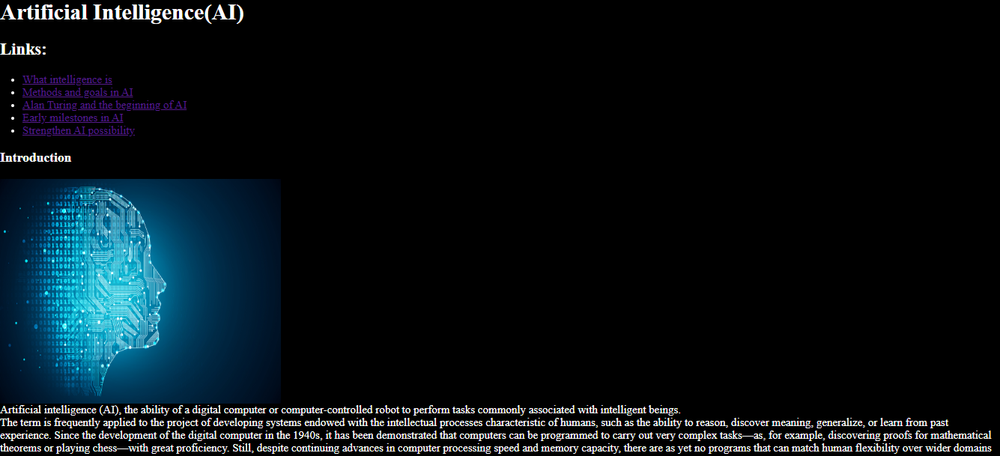 Artificial Intelligence(AI)
Links:
What intelligence is
Methods and goals in AI
Alan Turing and the beginning of AI
Early milestones in AI
Strengthen AI possibility
Introduction
Artificial intelligence (AI), the ability of a digital computer or computer-controlled robot to perform tasks commonly associated with intelligent beings.
The term is frequently applied to the project of developing systems endowed with the intellectual processes characteristic of humans, such as the ability to reason, discover meaning, generalize, or learn from past
experience. Since the development of the digital computer in the 1940s, it has been demonstrated that computers can be programmed to carry out very complex tasks—as, for example, discovering proofs for mathematical
theorems or playing chess—with great proficiency. Still, despite continuing advances in computer processing speed and memory capacity, there are as yet no programs that can match human flexibility over wider domains